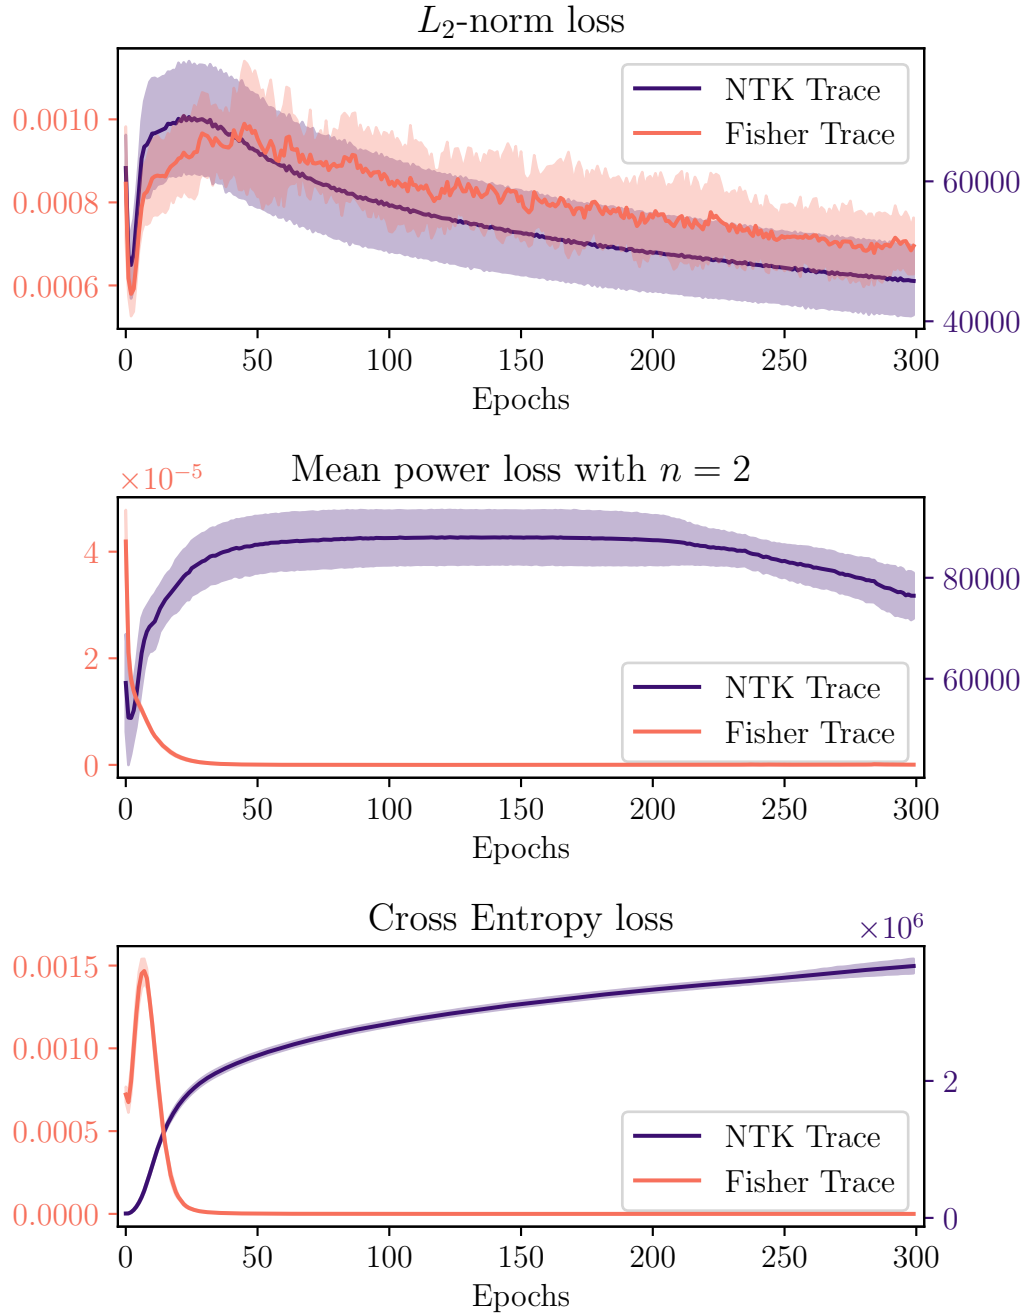 L₂-norm loss
0.0010
0.0008
0.0006
60000
40000
NTK Trace
Fisher Trace
0 50 100 150 200 250 300
Epochs
×10⁻⁵
Mean power loss with n = 2
4
2
0
80000
60000
NTK Trace
Fisher Trace
0 50 100 150 200 250 300
Epochs
Cross Entropy loss
×10⁶
0.0015
0.0010
0.0005
0.0000
2
0
NTK Trace
Fisher Trace
0 50 100 150 200 250 300
Epochs